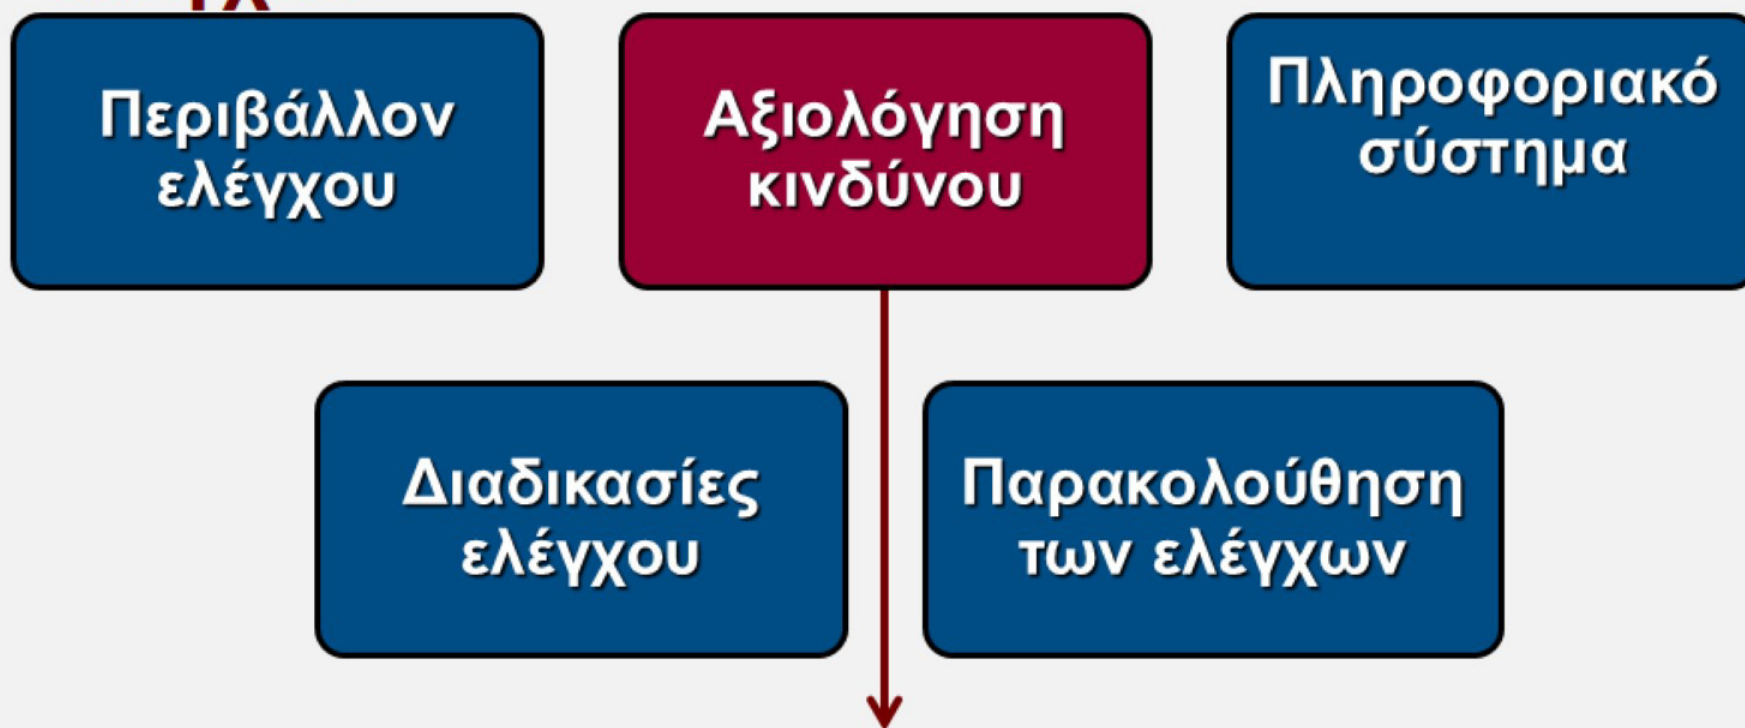 Περιβάλλον
ελέγχου
Αξιολόγηση
κινδύνου
Πληροφοριακό
σύστημα
Διαδικασίες
ελέγχου
Παρακολούθηση
των ελέγχων